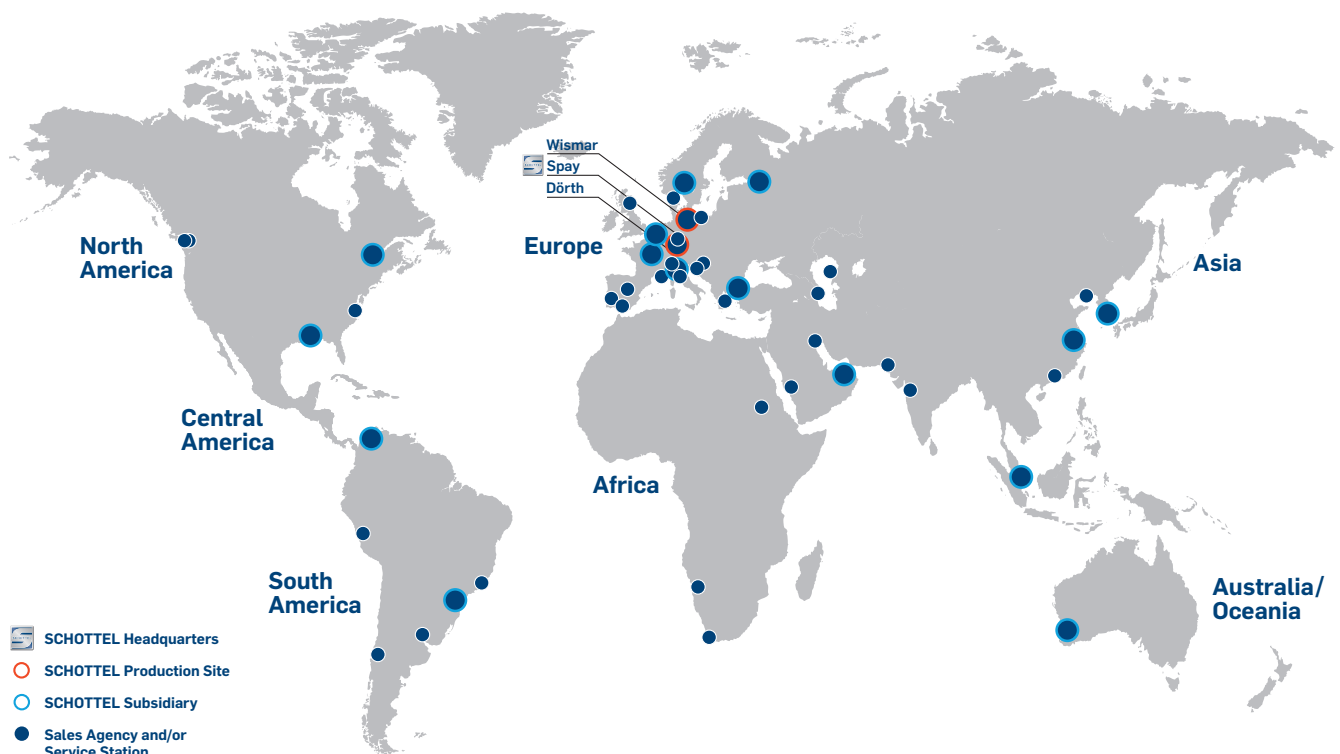 Wismar
Spay
Dörth
North
America
Europe
Asia
Central
America
Africa
South
America
Australia/
Oceania
SCHOTTEL Headquarters
SCHOTTEL Production Site
SCHOTTEL Subsidiary
Sales Agency and/or
Service Station